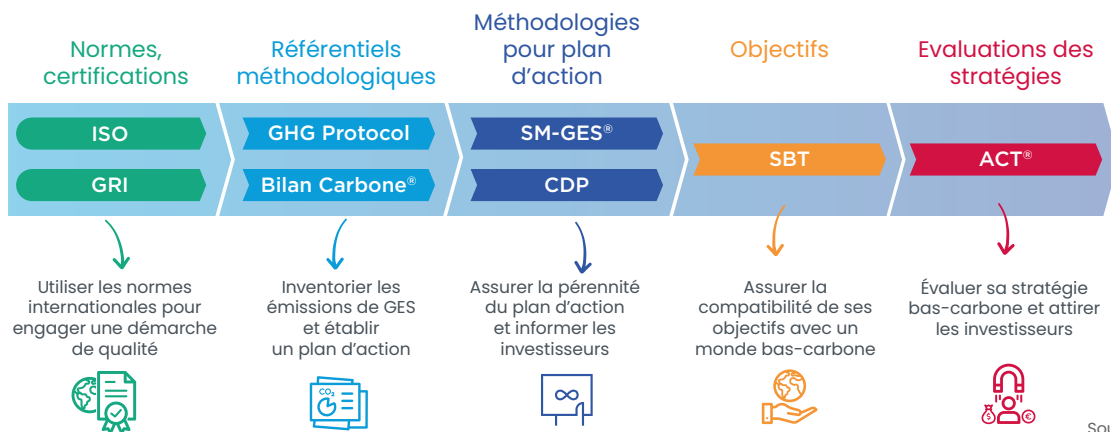 Normes,
certifications
Référentiels
méthodologiques
Méthodologies
pour plan
d'action
Objectifs
Evaluations des
stratégies
ISO
GRI
GHG Protocol
Bilan Carbone®
SM-GES®
CDP
SBT
ACT®
Utiliser les normes
internationales pour
engager une démarche
de qualité
Inventorier les
émissions de GES
et établir
un plan d'action
Assurer la pérennité
du plan d'action
et informer les
investisseurs
Assurer la
compatibilité de ses
objectifs avec un
monde bas-carbone
Évaluer sa stratégie
bas-carbone et attirer
les investisseurs
CO₂
$
€
Sou